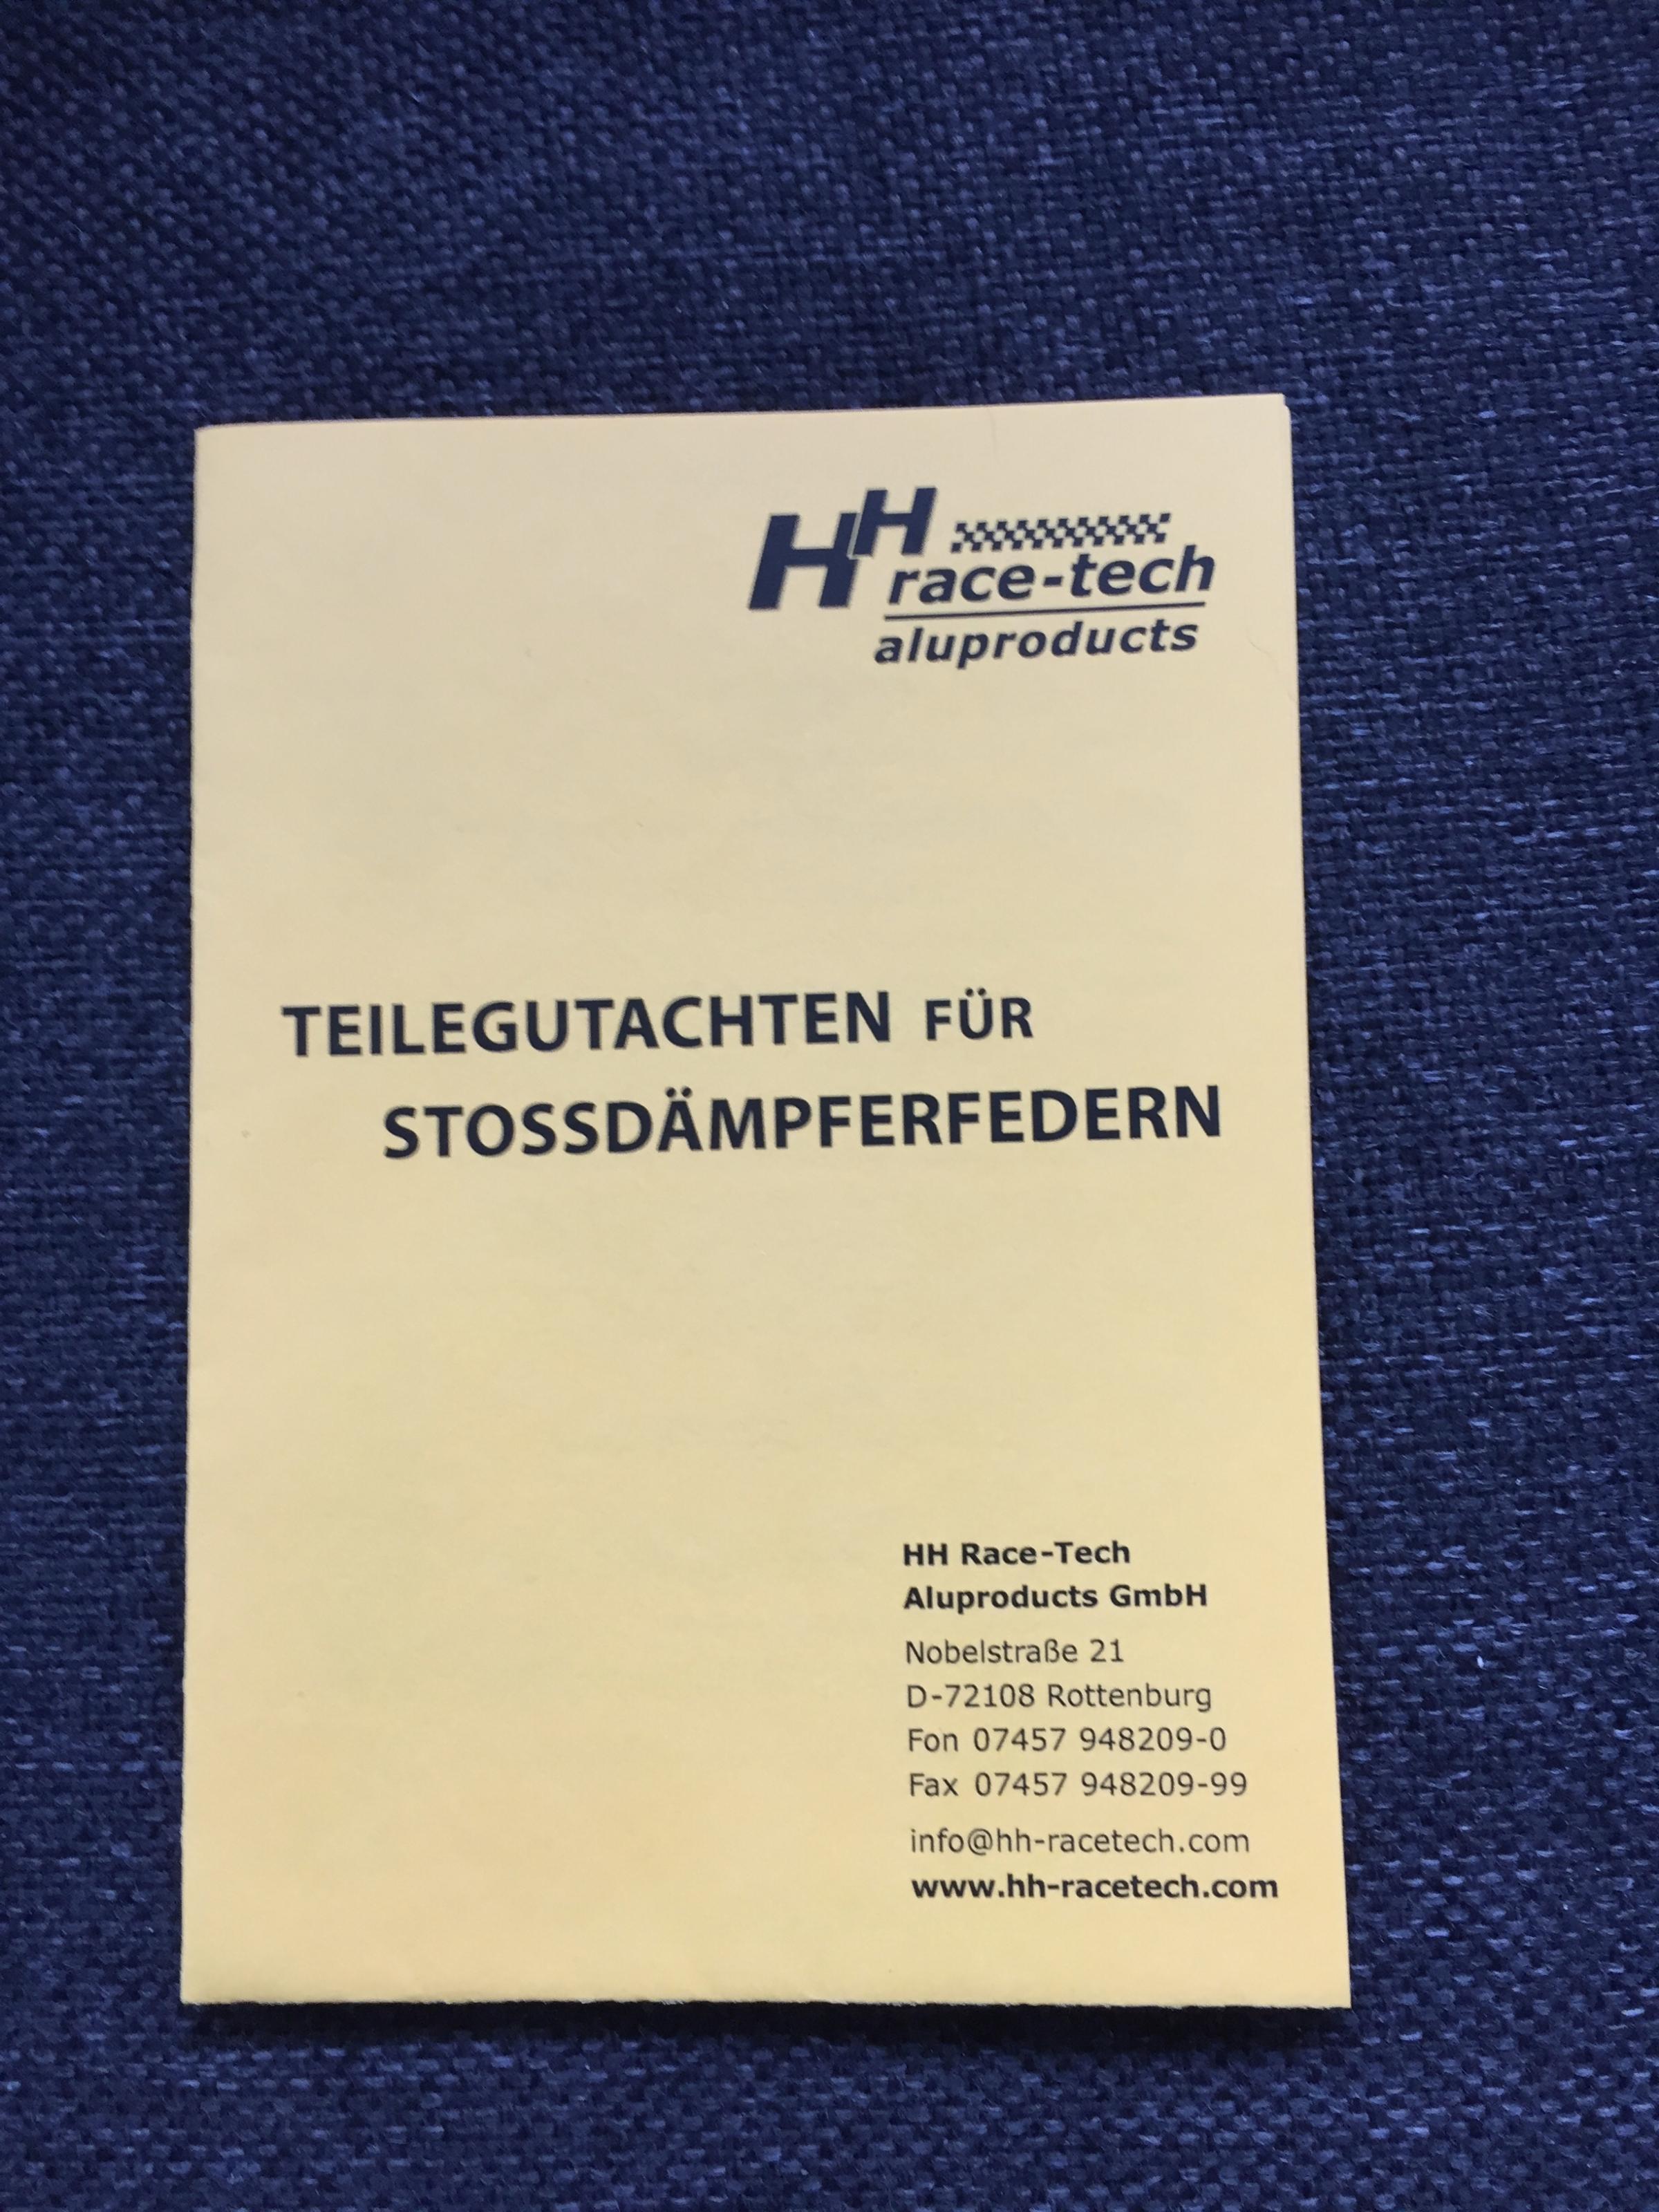 HH
race-tech
aluproducts
TEILEGUTACHTEN FÜR
STOSSDÄMPFERFEDERN
HH Race-Tech
Aluproducts GmbH
Nobelstraße 21
D-72108 Rottenburg
Fon 07457 948209-0
Fax 07457 948209-99
info@hh-racetech.com
www.hh-racetech.com